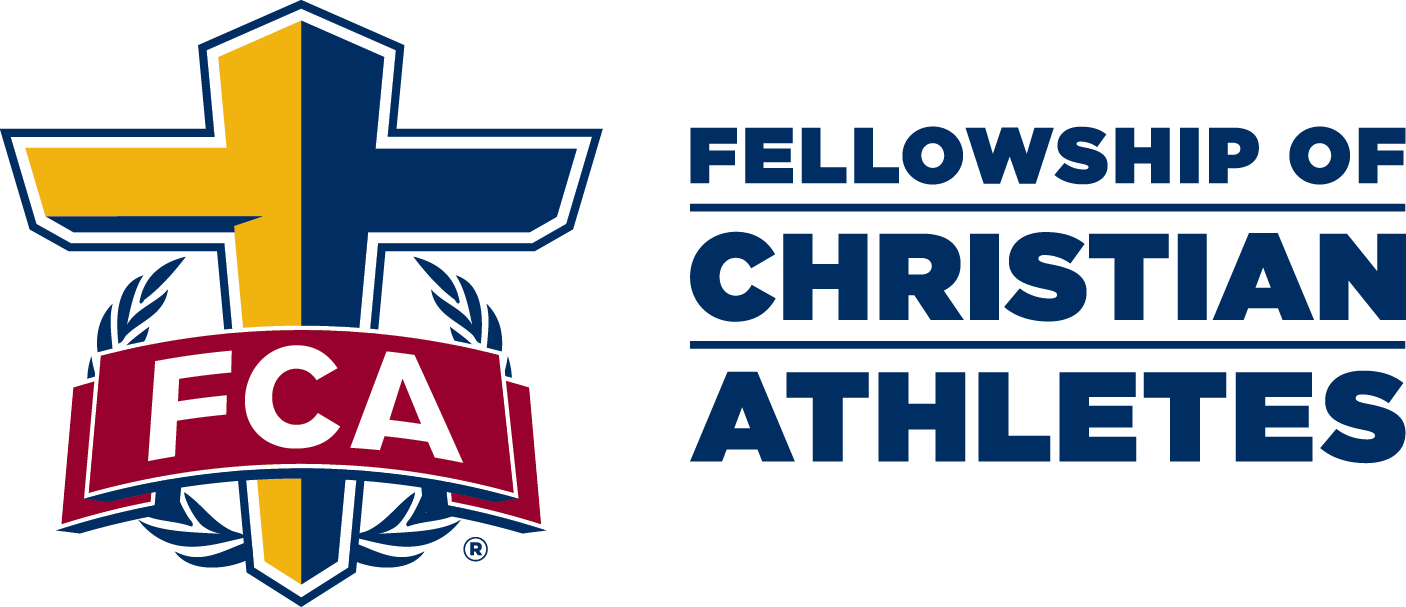 FCA
®
FELLOWSHIP OF
CHRISTIAN
ATHLETES